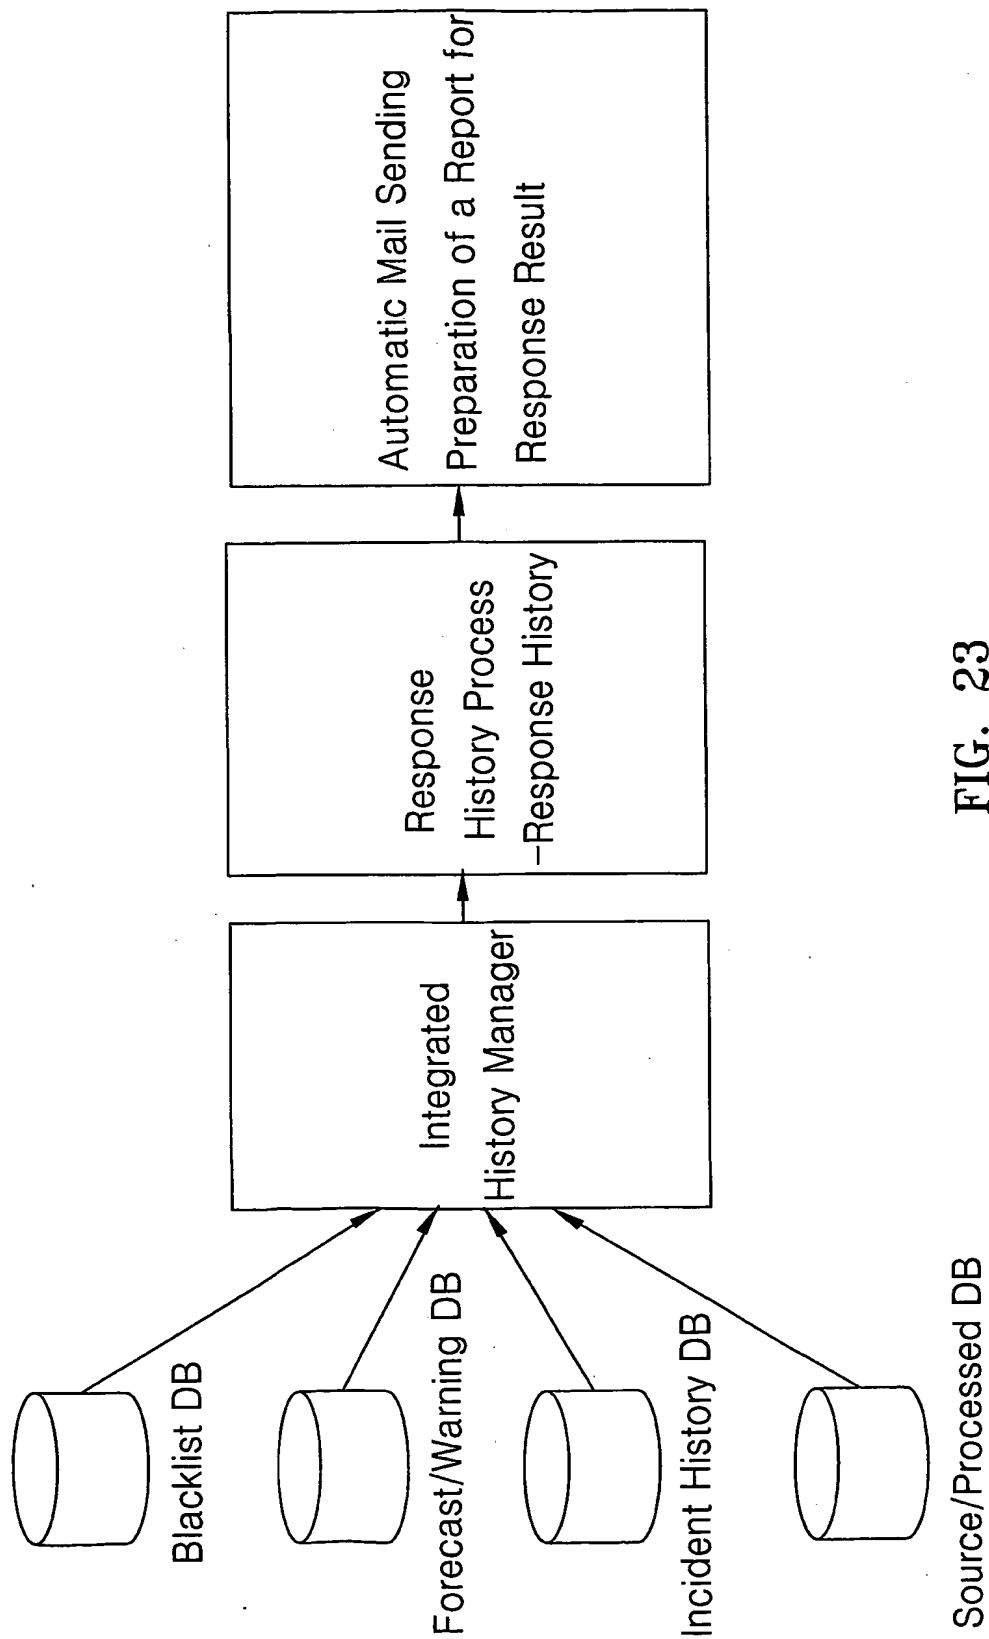 Blacklist DB
Forecast/Warning DB
Incident History DB
Source/Processed DB
Integrated
History Manager
Response
History Process
–Response History
Automatic Mail Sending
Preparation of a Report for
Response Result
FIG. 23